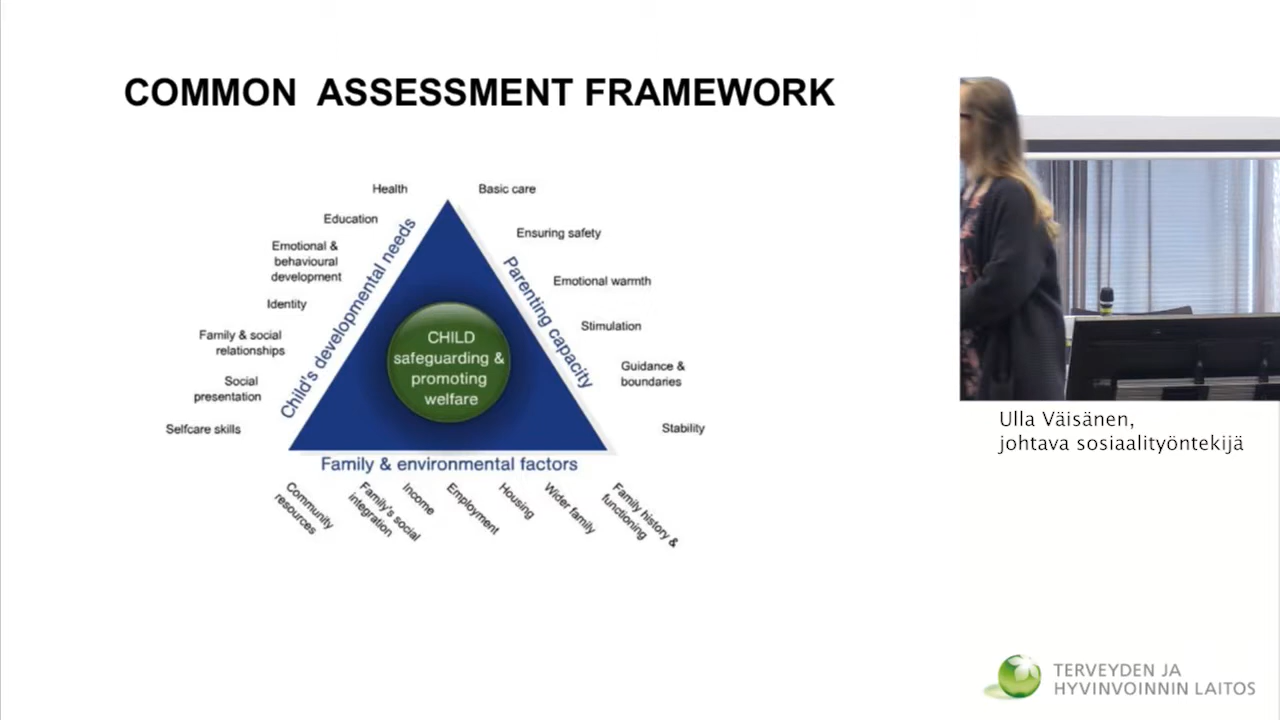 COMMON ASSESSMENT FRAMEWORK
Health
Education
Emotional &
behavioural
development
Identity
Family & social
relationships
Social
presentation
Selfcare skills
Child's developmental needs
Basic care
Ensuring safety
Emotional warmth
Stimulation
Guidance &
boundaries
Stability
Parenting capacity
CHILD
safeguarding &
promoting
welfare
Family & environmental factors
Community
resources
Family's social
integration
Income
Employment
Housing
Wider family
Family history &
functioning
Ulla Väisänen,
johtava sosiaalityöntekijä
TERVEYDEN JA
HYVINVOINNIN LAITOS